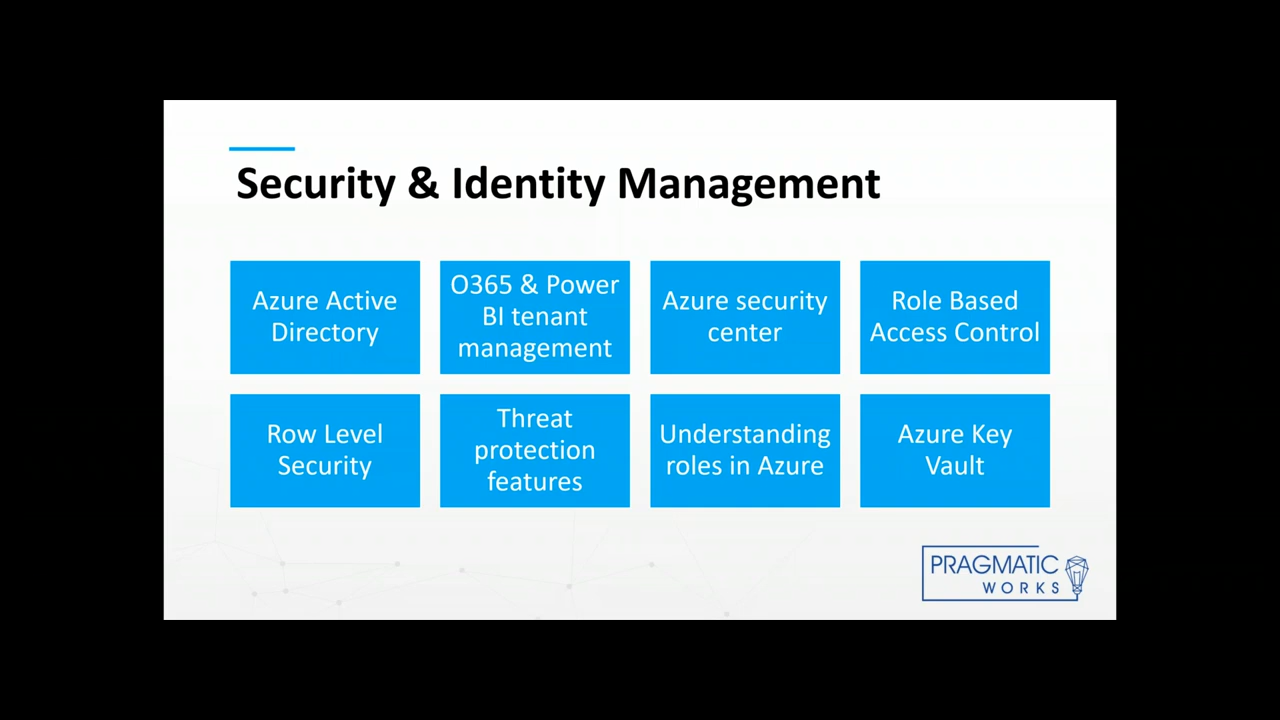 Security & Identity Management
Azure Active
Directory
O365 & Power
BI tenant
management
Azure security
center
Role Based
Access Control
Row Level
Security
Threat
protection
features
Understanding
roles in Azure
Azure Key
Vault
PRAGMATIC
WORKS